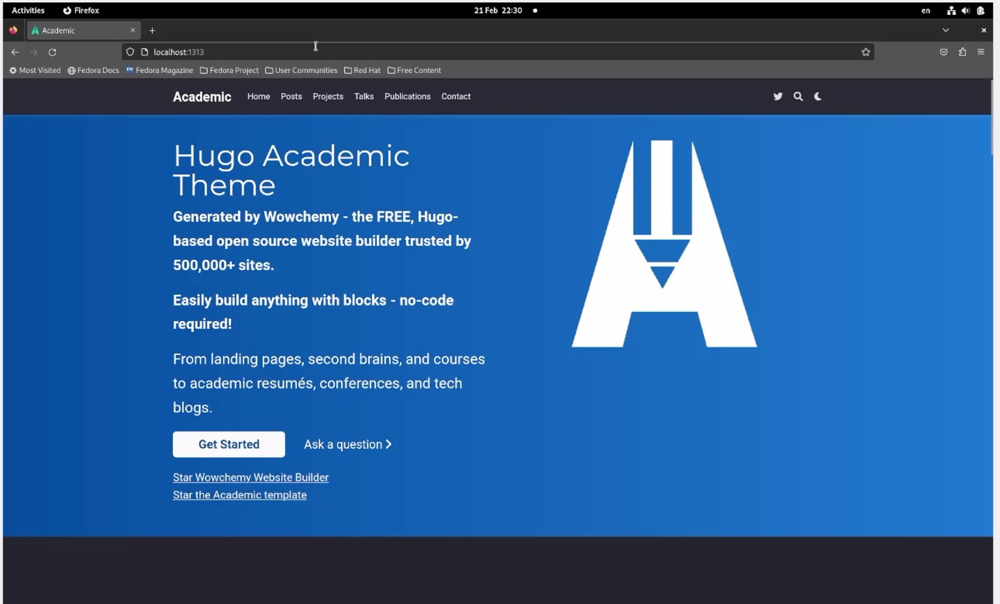 Activities Firefox 21 Feb 22:30 en
Academic
localhost:1313
Most Visited Fedora Docs Fedora Magazine Fedora Project User Communities Red Hat Free Content
Academic Home Posts Projects Talks Publications Contact
Hugo Academic
Theme
Generated by Wowchemy - the FREE, Hugo-
based open source website builder trusted by
500,000+ sites.
Easily build anything with blocks - no-code
required!
From landing pages, second brains, and courses
to academic resumés, conferences, and tech
blogs.
Get Started Ask a question
Star Wowchemy Website Builder
Star the Academic template